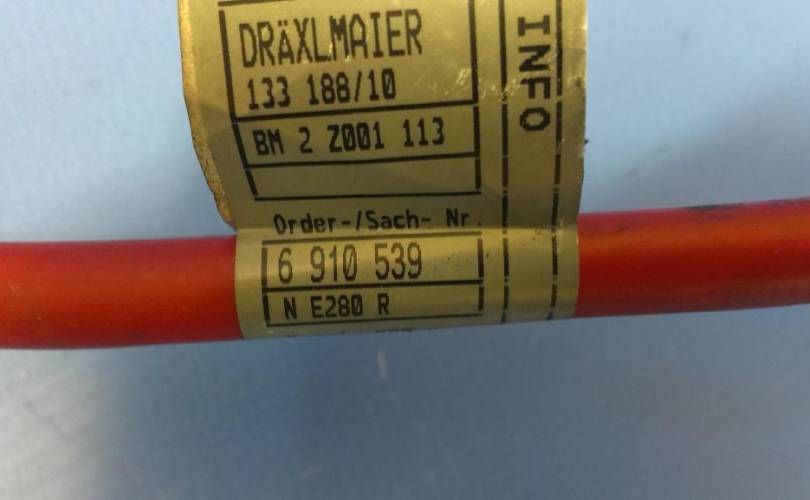 DRÄXLMAIER
133 188/10
BM 2 Z001 113
INFO
Order-/Sach- Nr.
6 910 539
N E280 R